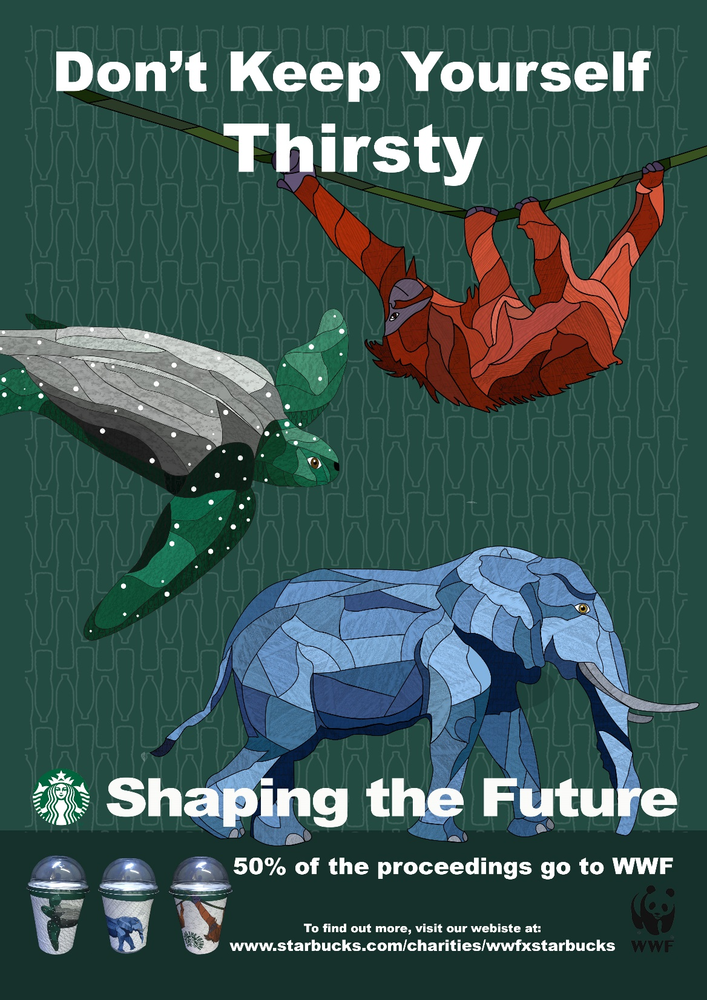 Don't Keep Yourself
Thirsty
Shaping the Future
50% of the proceedings go to WWF
To find out more, visit our webiste at:
www.starbucks.com/charities/wwfxstarbucks
WWF